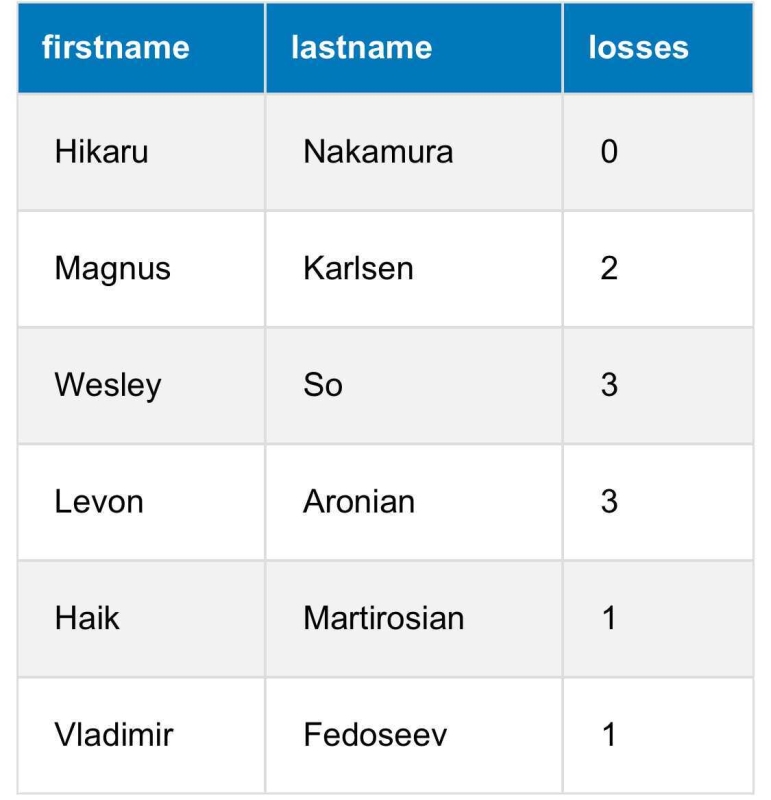 firstname lastname losses
Hikaru Nakamura 0
Magnus Karlsen 2
Wesley So 3
Levon Aronian 3
Haik Martirosian 1
Vladimir Fedoseev 1